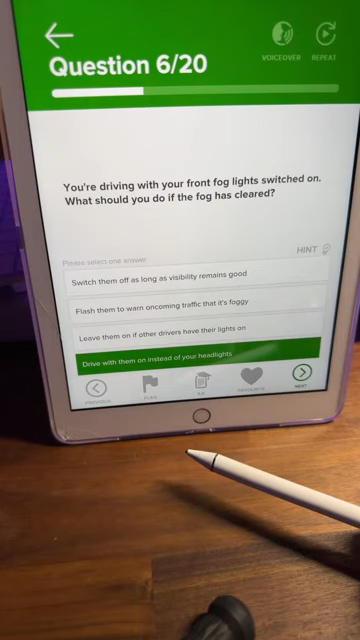 VOICEOVER
REPEAT
Question 6/20
You're driving with your front fog lights switched on.
What should you do if the fog has cleared?
HINT
Please select one answer
Switch them off as long as visibility remains good
Flash them to warn oncoming traffic that it's foggy
Leave them on if other drivers have their lights on
Drive with them on instead of your headlights
PREVIOUS
FLAG
FAVOURITE
NEXT